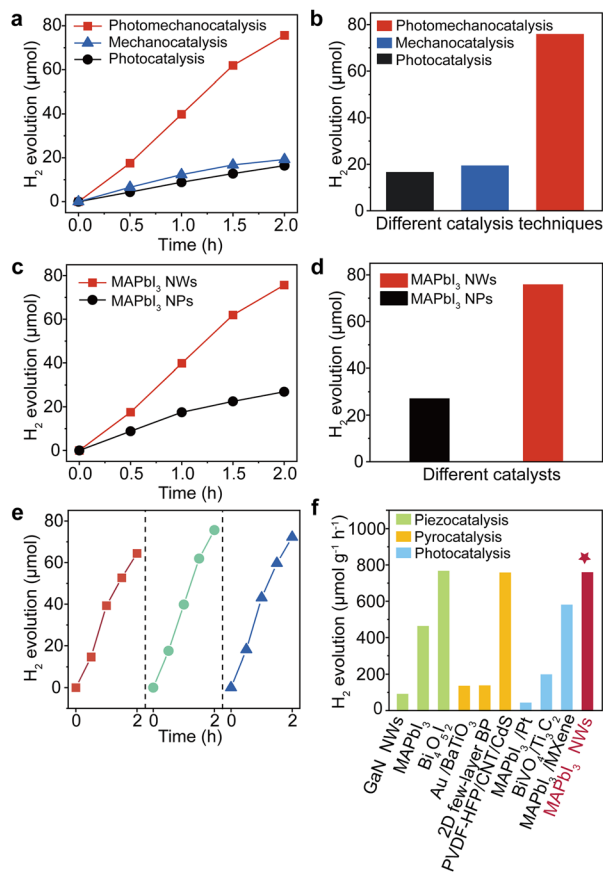 a
H2 evolution (μmol)
80
60
40
20
0
Photomechanocatalysis
Mechanocatalysis
Photocatalysis
0.0 0.5 1.0 1.5 2.0
Time (h)
b
H2 evolution (μmol)
80
60
40
20
0
Photomechanocatalysis
Mechanocatalysis
Photocatalysis
Different catalysis techniques
c
H2 evolution (μmol)
80
60
40
20
0
MAPbI3 NWs
MAPbI3 NPs
0.0 0.5 1.0 1.5 2.0
Time (h)
d
H2 evolution (μmol)
80
60
40
20
0
MAPbI3 NWs
MAPbI3 NPs
Different catalysts
e
H2 evolution (μmol)
80
60
40
20
0
0 2 0 2 0 2
Time (h)
f
H2 evolution (μmol g-1 h-1)
1000
800
600
400
200
0
Piezocatalysis
Pyrocatalysis
Photocatalysis
GaN NWs
MAPbI3
Bi4O5I2
Au /BaTiO3
2D few-layer BP
PVDF-HFP/CNT/CdS
MAPbI3/Pt
BiVO4/Ti3C2
MAPbI3/MXene
MAPbI3 NWs